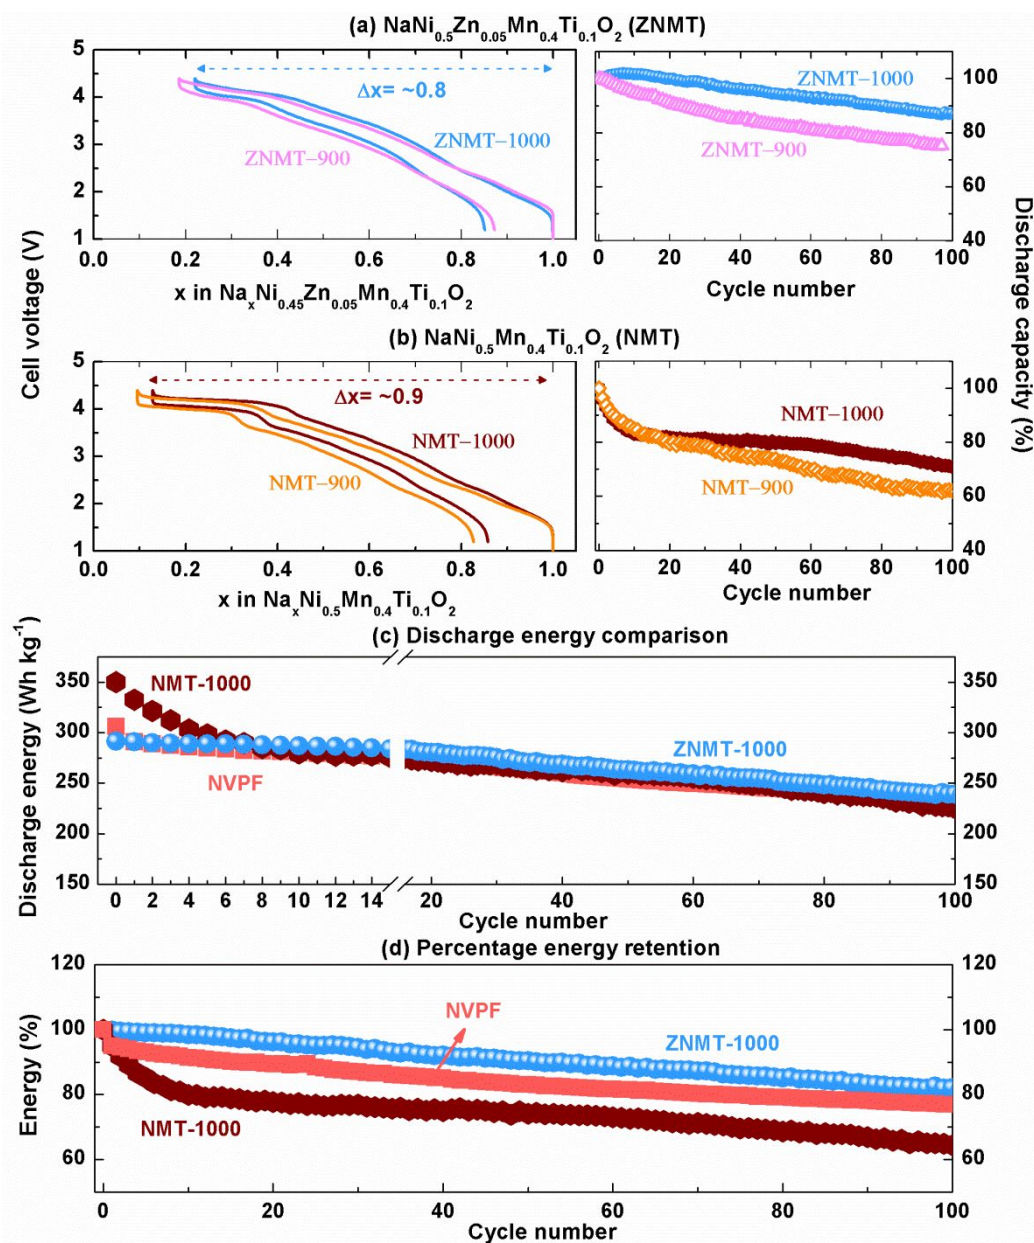 (a) NaNi0.5Zn0.05Mn0.4Ti0.1O2 (ZNMT)
5
4
3
2
1
Δx= ~0.8
ZNMT–1000
ZNMT–900
0.0 0.2 0.4 0.6 0.8 1.0
x in NaxNi0.45Zn0.05Mn0.4Ti0.1O2
ZNMT–1000
ZNMT–900
100
80
60
40
0 20 40 60 80 100
Cycle number
Cell voltage (V)
Discharge capacity (%)
(b) NaNi0.5Mn0.4Ti0.1O2 (NMT)
5
4
3
2
1
Δx= ~0.9
NMT–1000
NMT–900
0.0 0.2 0.4 0.6 0.8 1.0
x in NaxNi0.5Mn0.4Ti0.1O2
NMT–1000
NMT–900
100
80
60
40
0 20 40 60 80 100
Cycle number
(c) Discharge energy comparison
Discharge energy (Wh kg-1)
350
300
250
200
150
NMT-1000
NVPF
ZNMT-1000
350
300
250
200
150
0 2 4 6 8 10 12 14 20 40 60 80 100
Cycle number
(d) Percentage energy retention
Energy (%)
120
100
80
60
NVPF
ZNMT-1000
NMT-1000
120
100
80
60
0 20 40 60 80 100
Cycle number